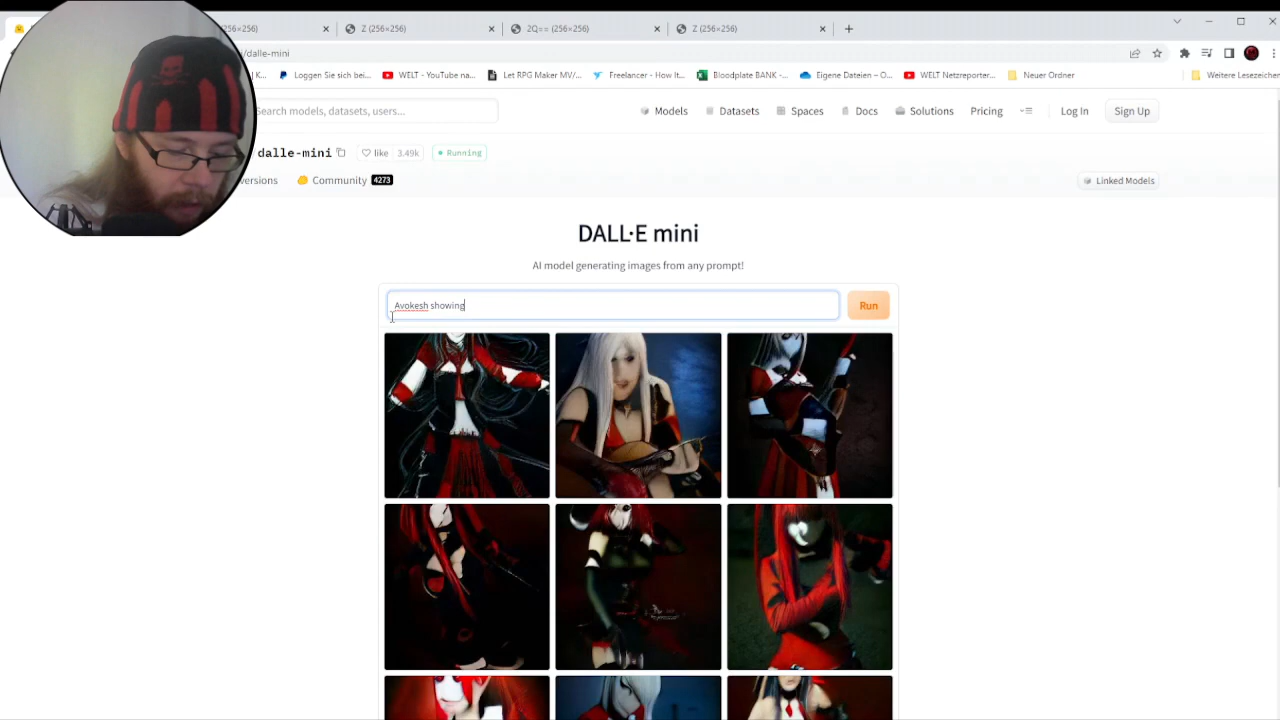 (256×256)
Z (256×256)
2Q== (256×256)
Z (256×256)
/dalle-mini
K...
Loggen Sie sich bei...
WELT - YouTube na...
Let RPG Maker MV/...
Freelancer - How It...
Bloodplate BANK -...
Eigene Dateien – O...
WELT Netzreporter...
Neuer Ordner
Weitere Lesezeichen
Search models, datasets, users...
Models
Datasets
Spaces
Docs
Solutions
Pricing
Log In
Sign Up
dalle-mini
like
3.49k
Running
Community
4273
Linked Models
DALL·E mini
AI model generating images from any prompt!
Avokesh showing
Run